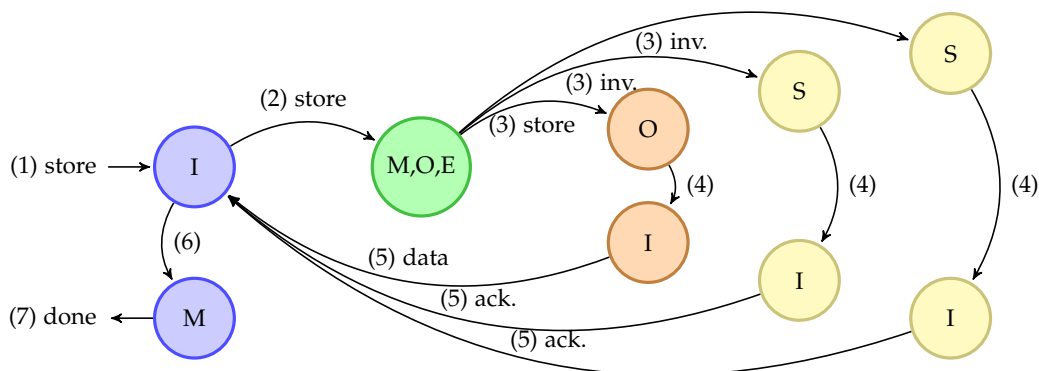 S
(3) inv.
S
(3) inv.
(2) store
(3) store
O
(1) store
I
M,O,E
(4)
(4)
(4)
(6)
I
(5) data
I
(5) ack.
(7) done
M
I
(5) ack.